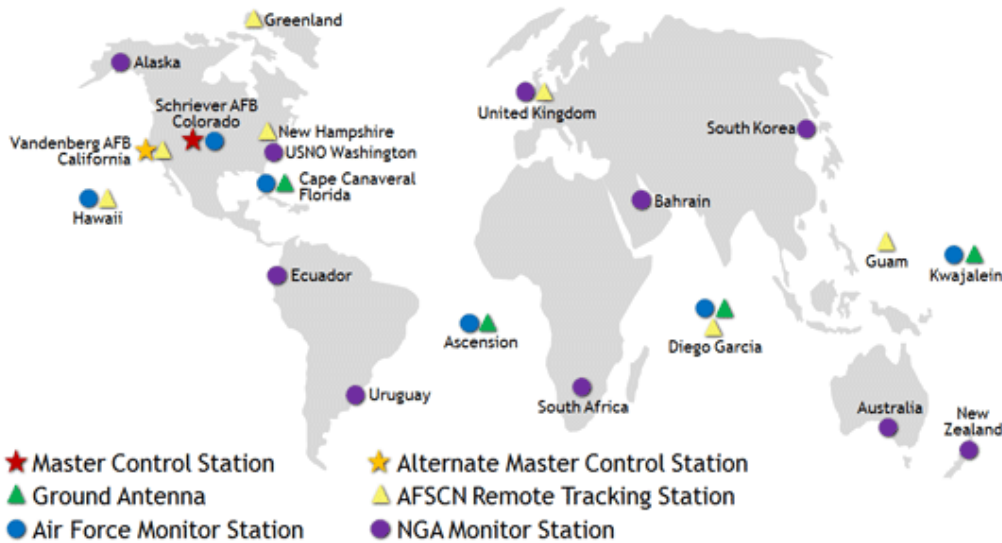 Greenland
Alaska
Schriever AFB
Colorado
United Kingdom
New Hampshire
South Korea
Vandenberg AFB
California
USNO Washington
Cape Canaveral
Florida
Bahrain
Hawaii
Guam
Ecuador
Kwajalein
Ascension
Diego Garcia
Uruguay
South Africa
Australia
New
Zealand
Master Control Station
Alternate Master Control Station
Ground Antenna
AFSCN Remote Tracking Station
Air Force Monitor Station
NGA Monitor Station